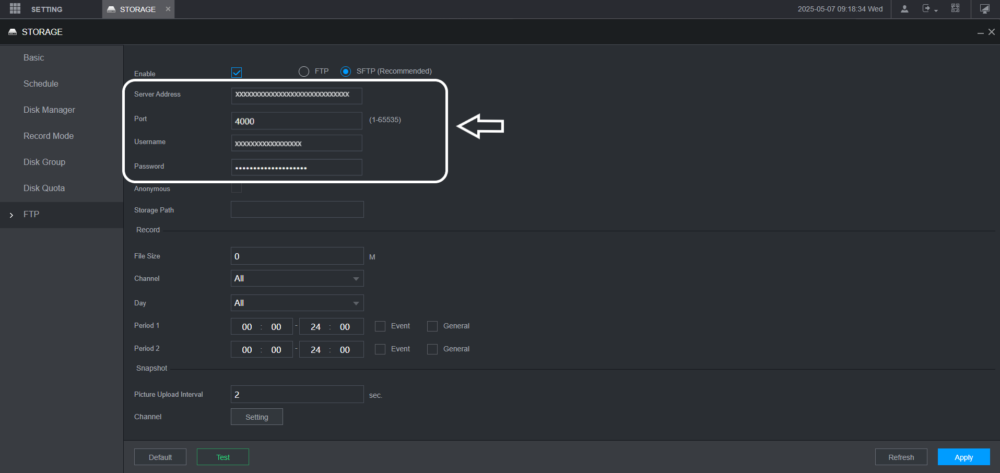 SETTING STORAGE × 2025-05-07 09:18:34 Wed
STORAGE
Basic
Schedule
Disk Manager
Record Mode
Disk Group
Disk Quota
FTP
Enable FTP SFTP (Recommended)
Server Address XXXXXXXXXXXXXXXXXXXXXXXXXXXXX
Port 4000 (1-65535)
Username XXXXXXXXXXXXXXXXX
Password ••••••••••••••••••••
Anonymous
Storage Path
Record
File Size 0 M
Channel All
Day All
Period 1 00 : 00 - 24 : 00 Event General
Period 2 00 : 00 - 24 : 00 Event General
Snapshot
Picture Upload Interval 2 sec.
Channel Setting
Default Test Refresh Apply